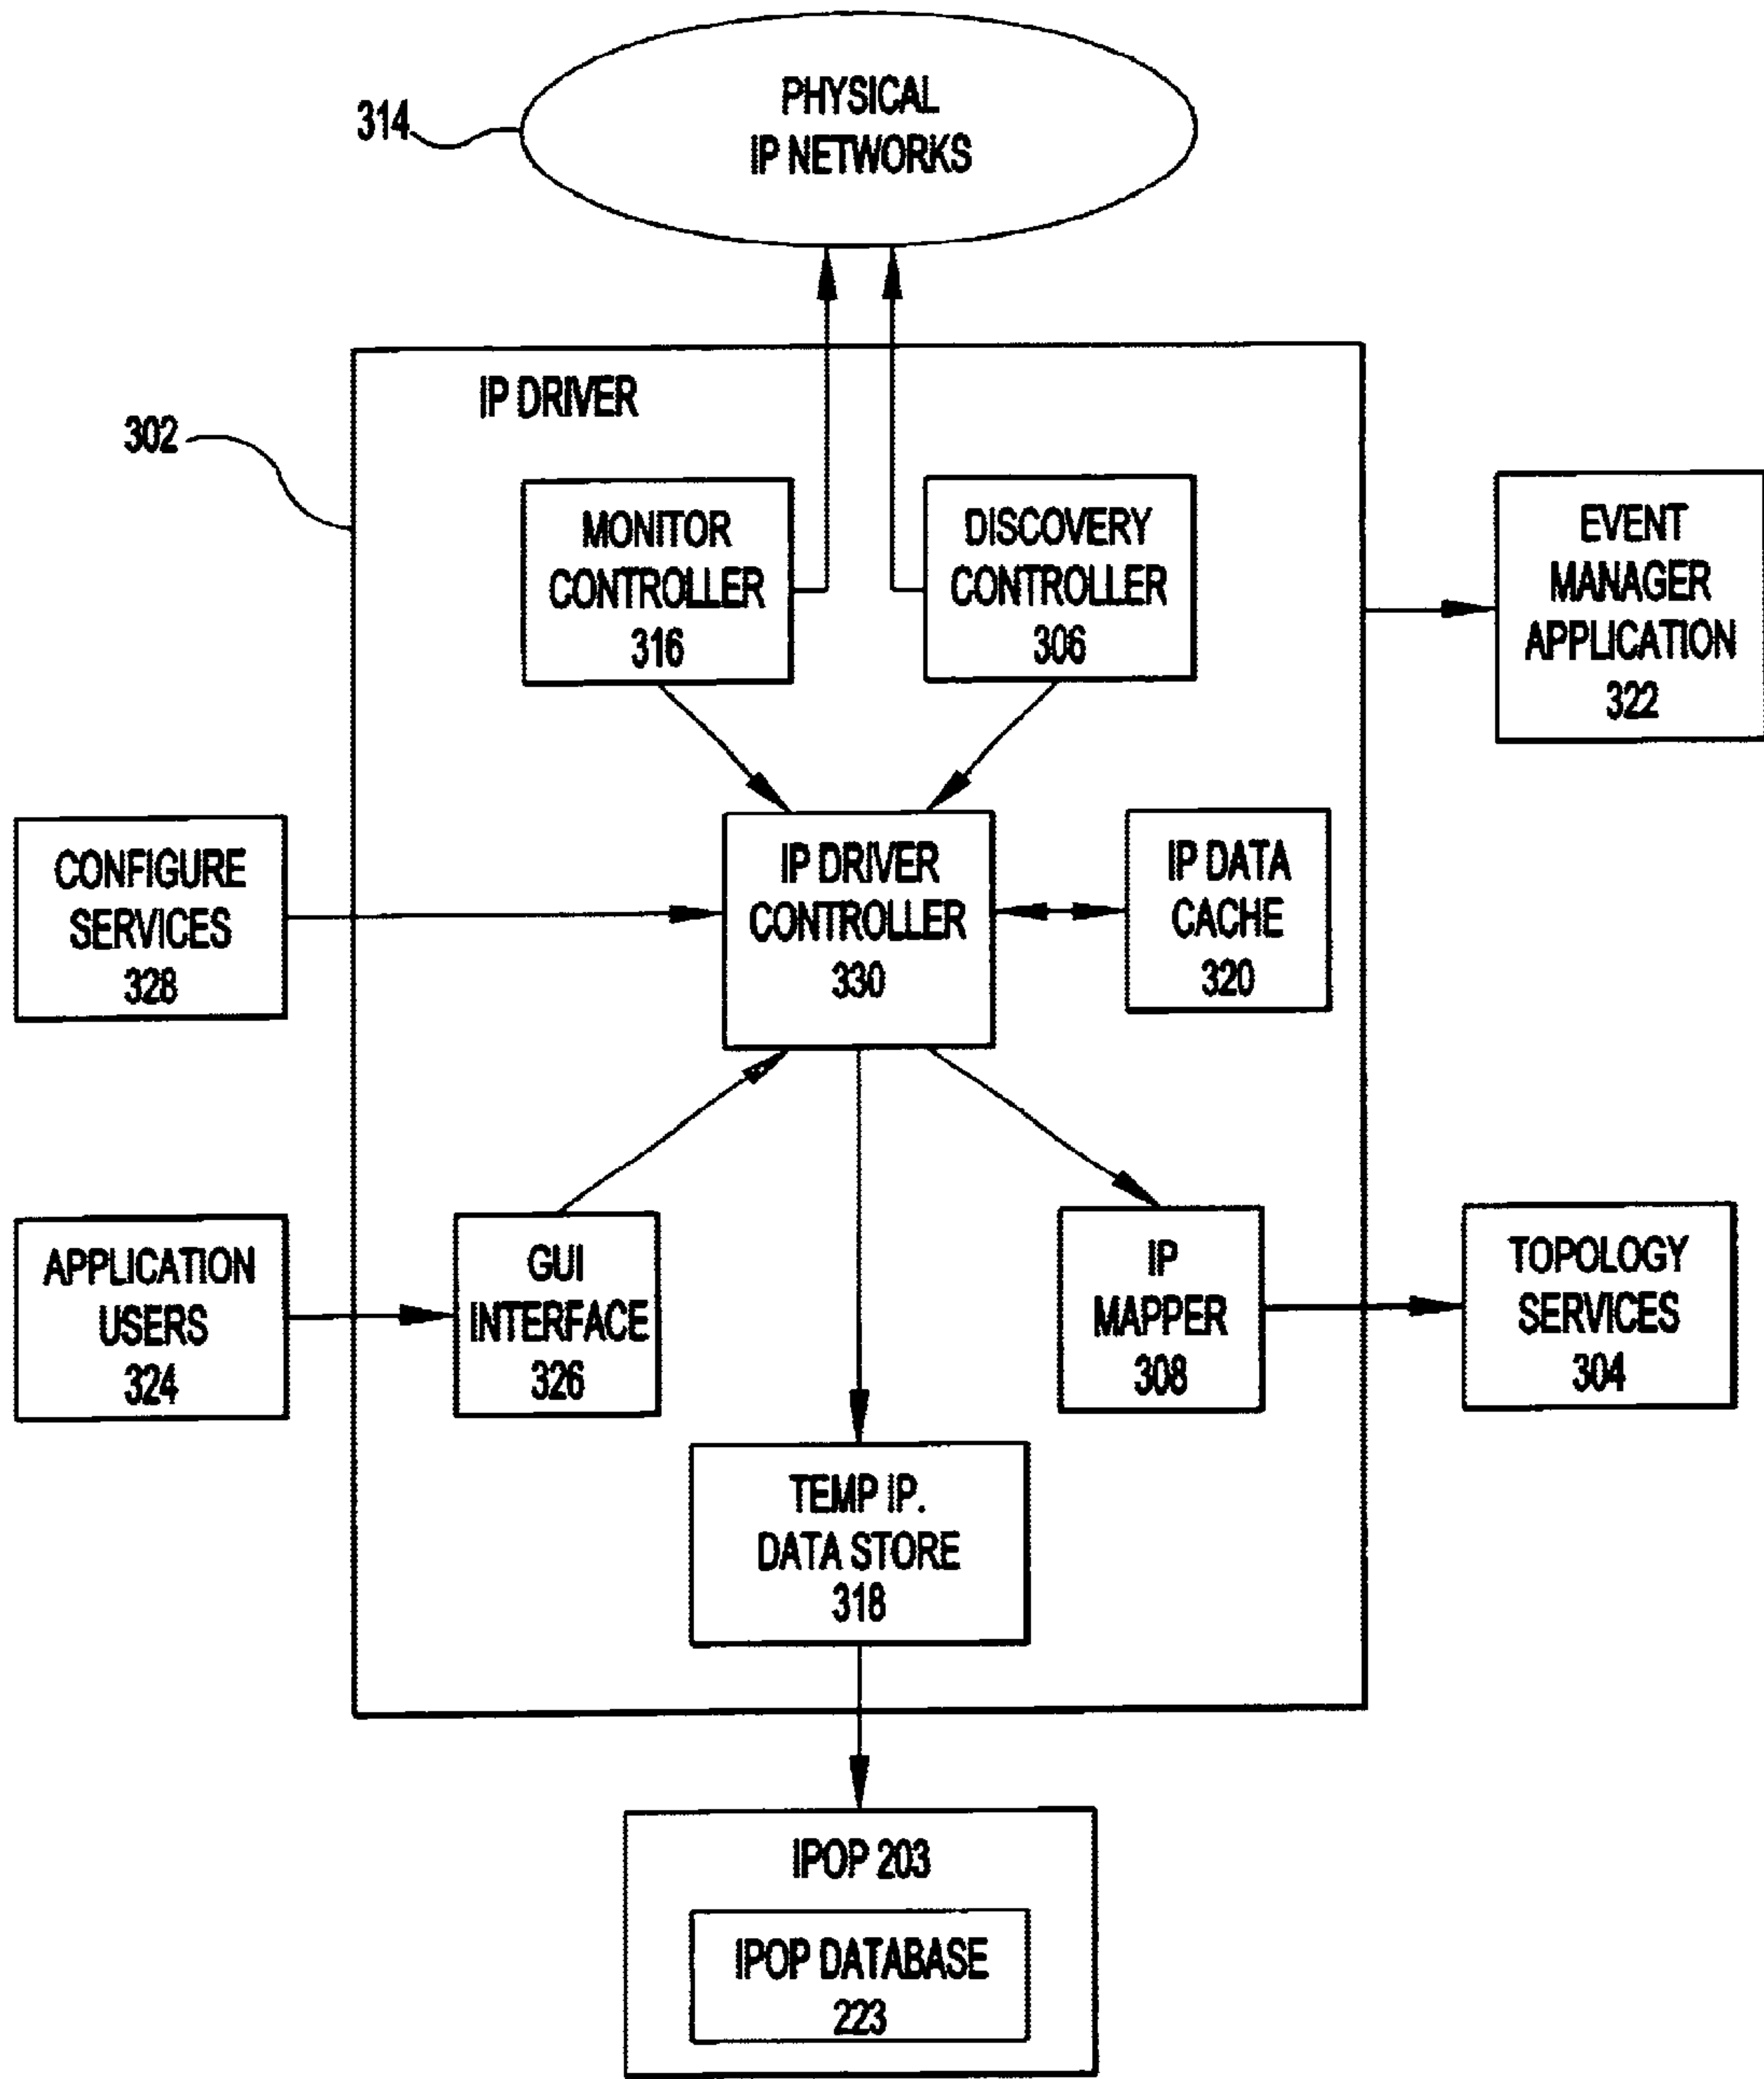 PHYSICAL
IP NETWORKS
314
IP DRIVER
302
MONITOR
CONTROLLER
316
DISCOVERY
CONTROLLER
306
EVENT
MANAGER
APPLICATION
322
CONFIGURE
SERVICES
328
IP DRIVER
CONTROLLER
330
IP DATA
CACHE
320
APPLICATION
USERS
324
GUI
INTERFACE
326
IP
MAPPER
308
TOPOLOGY
SERVICES
304
TEMP IP.
DATA STORE
318
IPOP 203
IPOP DATABASE
223